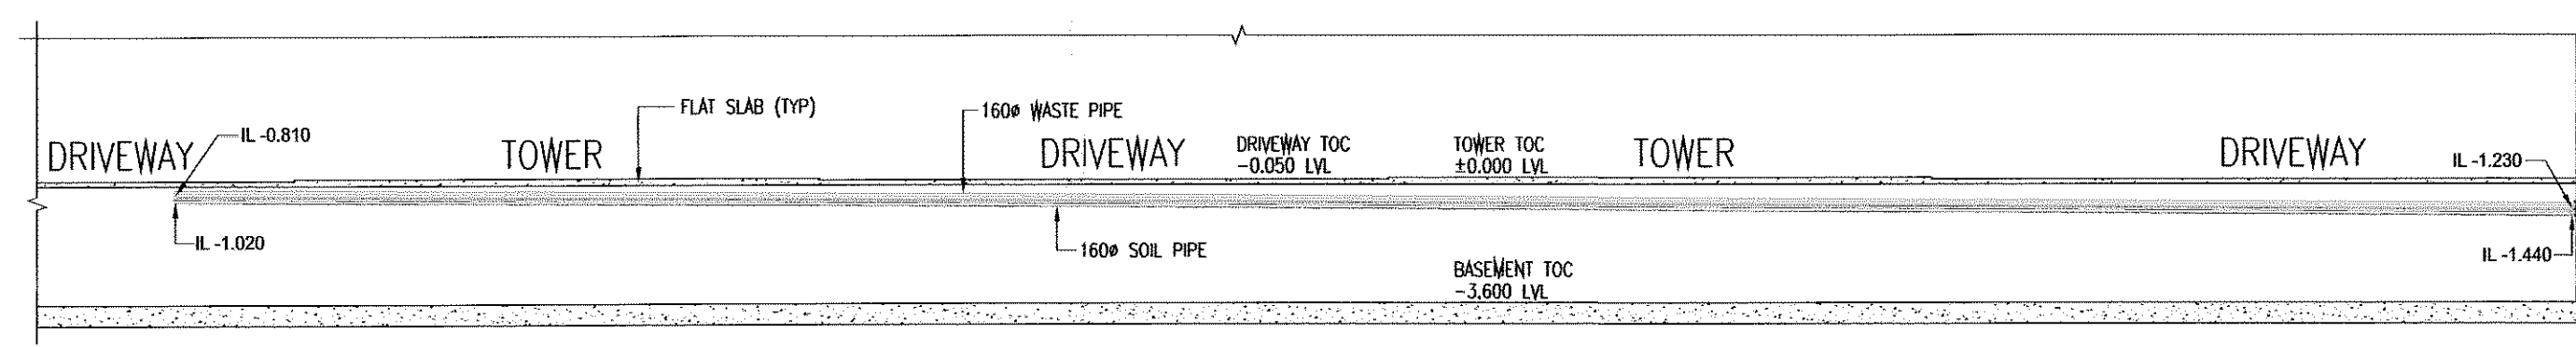 FLAT SLAB (TYP)
160ø WASTE PIPE
IL -0.810
DRIVEWAY
TOWER
DRIVEWAY
DRIVEWAY TOC
-0.050 LVL
TOWER TOC
±0.000 LVL
TOWER
DRIVEWAY
IL -1.230
IL -1.020
160ø SOIL PIPE
IL -1.440
BASEMENT TOC
-3.600 LVL